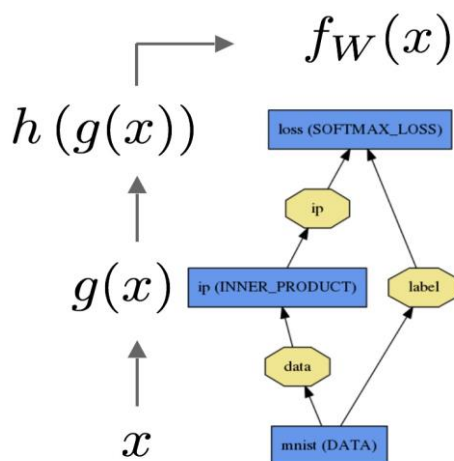 f_W(x)
h (g(x))
loss (SOFTMAX_LOSS)
ip
g(x)
ip (INNER_PRODUCT)
label
data
x
mnist (DATA)